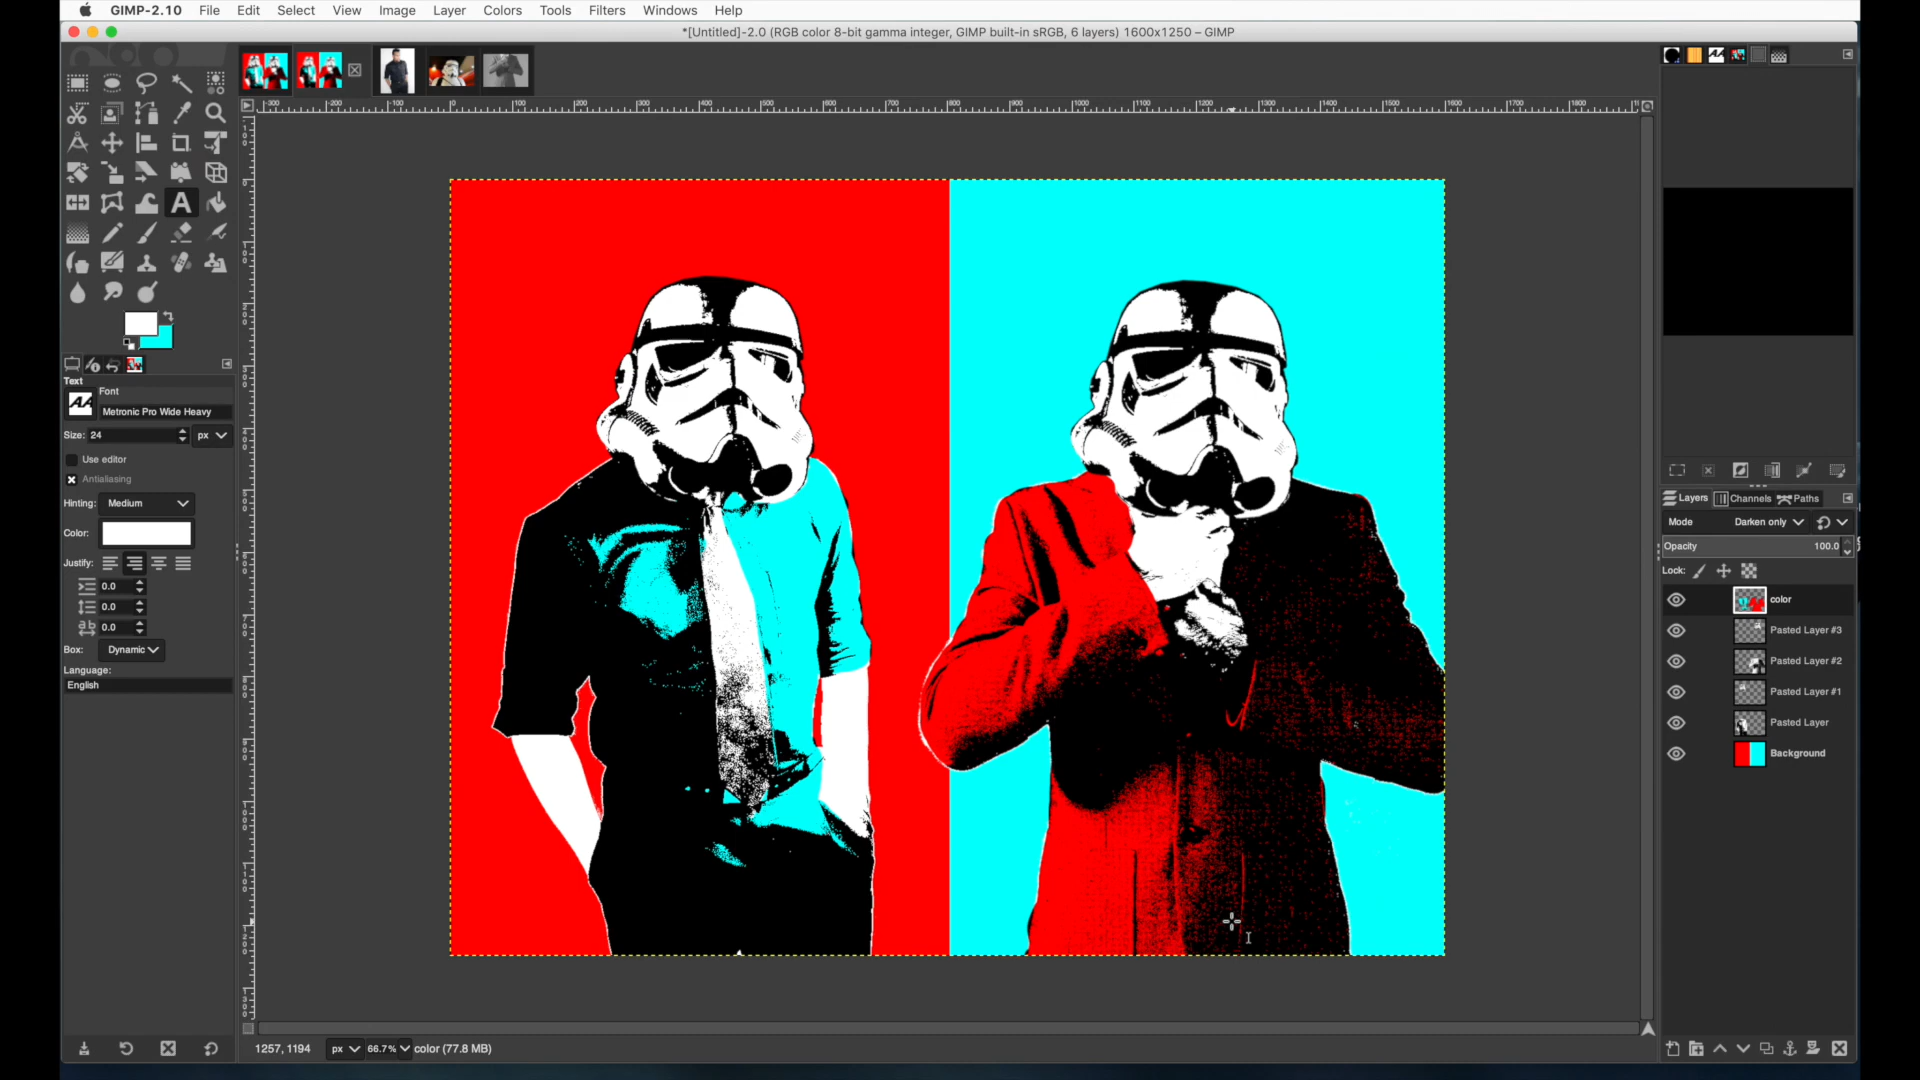 GIMP-2.10 File Edit Select View Image Layer Colors Tools Filters Windows Help
*[Untitled]-2.0 (RGB color 8-bit gamma integer, GIMP built-in sRGB, 6 layers) 1600x1250 – GIMP
Text
Font
Metronic Pro Wide Heavy
Size: 24 px
Use editor
Antialiasing
Hinting: Medium
Color:
Justify:
0.0
0.0
0.0
Box: Dynamic
Language:
English
1257, 1194 px 66.7% color (77.8 MB)
Layers Channels Paths
Mode Darken only
Opacity 100.0
Lock:
color
Pasted Layer #3
Pasted Layer #2
Pasted Layer #1
Pasted Layer
Background